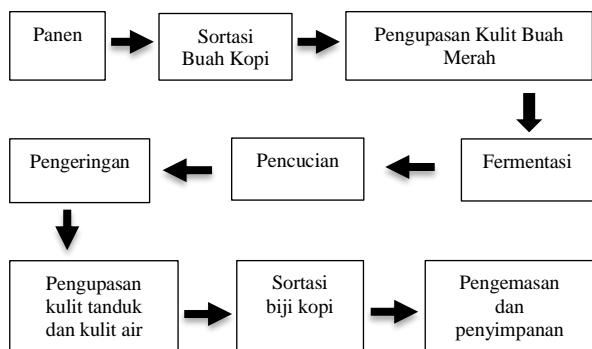 Panen
Sortasi
Buah Kopi
Pengupasan Kulit Buah
Merah
Fermentasi
Pencucian
Pengeringan
Pengupasan
kulit tanduk
dan kulit air
Sortasi
biji kopi
Pengemasan
dan
penyimpanan